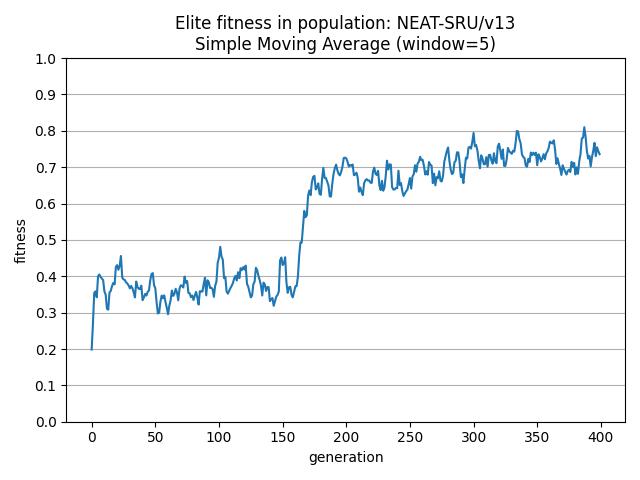 Elite fitness in population: NEAT-SRU/v13
Simple Moving Average (window=5)
1.0
0.9
0.8
0.7
0.6
0.5
0.4
0.3
0.2
0.1
0.0
fitness
0 50 100 150 200 250 300 350 400
generation